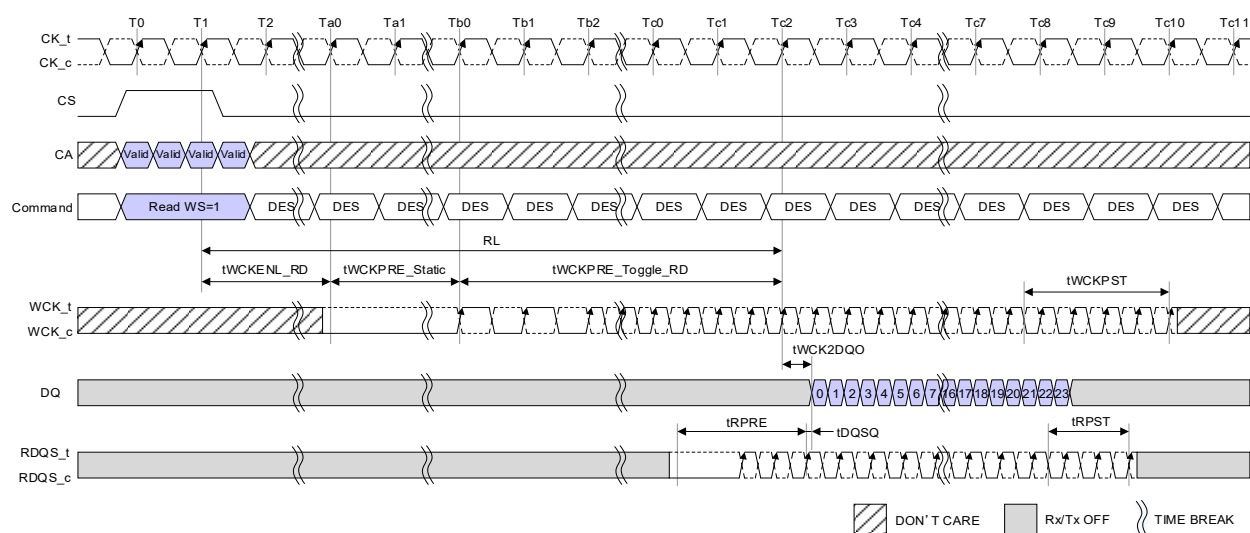 T0 T1 T2 Ta0 Ta1 Tb0 Tb1 Tb2 Tc0 Tc1 Tc2 Tc3 Tc4 Tc7 Tc8 Tc9 Tc10 Tc11
CK_t
CK_c
CS
CA Valid Valid Valid Valid
Command Read WS=1 DES DES DES DES DES DES DES DES DES DES DES DES DES DES DES
RL
tWCKENL_RD tWCKPRE_Static tWCKPRE_Toggle_RD tWCKPST
WCK_t
WCK_c
tWCK2DQO
DQ 0 1 2 3 4 5 6 7 16 17 18 19 20 21 22 23
tRPRE tDQSQ tRPST
RDQS_t
RDQS_c
DON'T CARE Rx/Tx OFF TIME BREAK